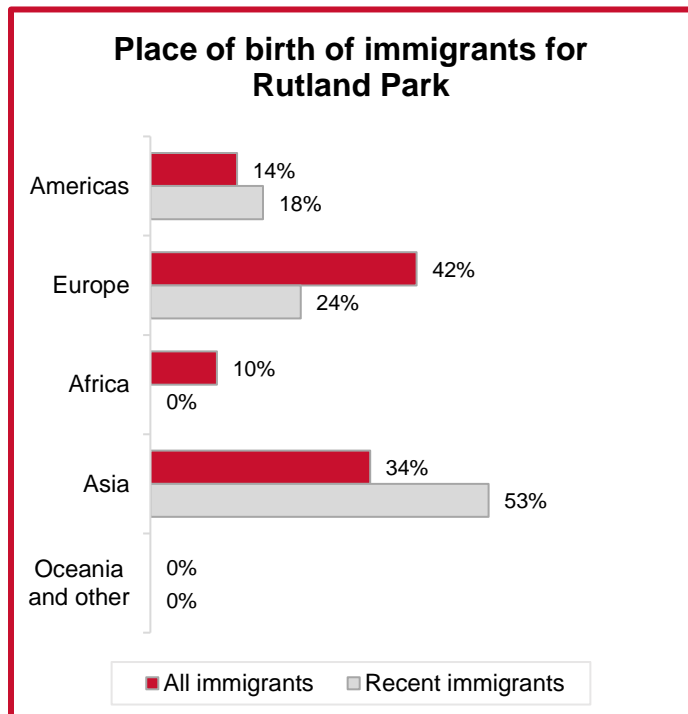 Place of birth of immigrants for
Rutland Park
Americas
14%
18%
Europe
42%
24%
Africa
10%
0%
Asia
34%
53%
Oceania
and other
0%
0%
All immigrants
Recent immigrants